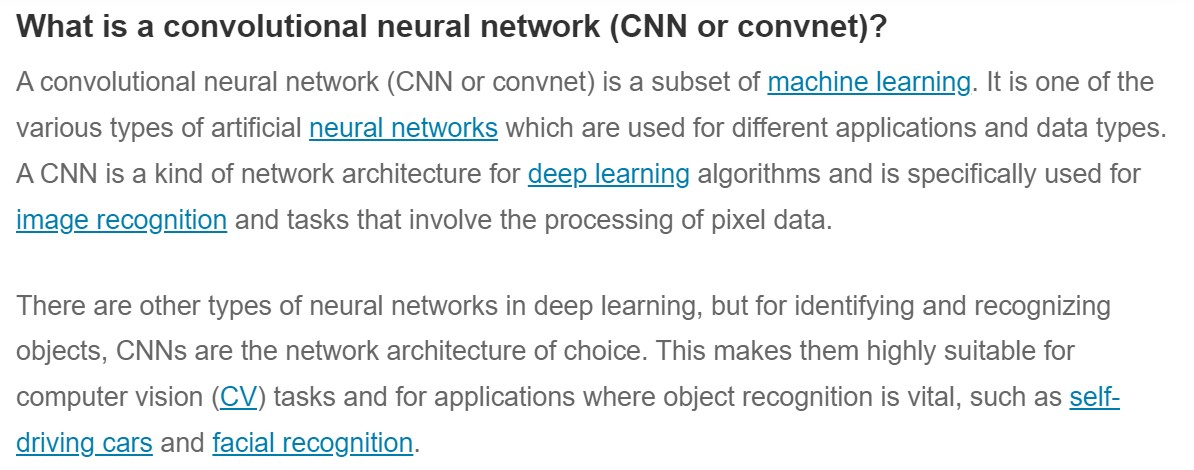 What is a convolutional neural network (CNN or convnet)?
A convolutional neural network (CNN or convnet) is a subset of machine learning. It is one of the
various types of artificial neural networks which are used for different applications and data types.
A CNN is a kind of network architecture for deep learning algorithms and is specifically used for
image recognition and tasks that involve the processing of pixel data.
There are other types of neural networks in deep learning, but for identifying and recognizing
objects, CNNs are the network architecture of choice. This makes them highly suitable for
computer vision (CV) tasks and for applications where object recognition is vital, such as self-
driving cars and facial recognition.